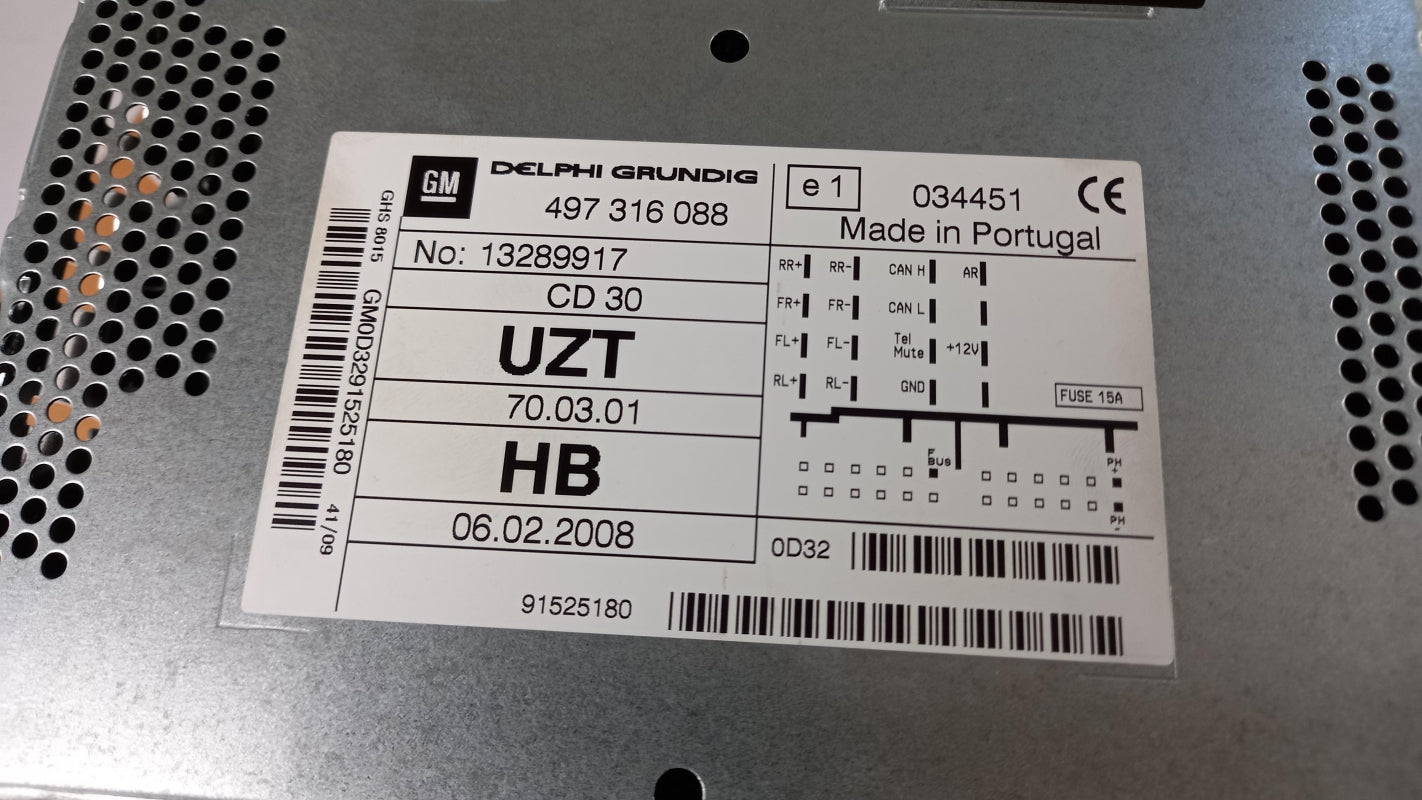 GM
DELPHI GRUNDIG
497 316 088
No: 13289917
CD 30
UZT
70.03.01
HB
06.02.2008
91525180
GHS 8015
GM0D3291525180
41/09
e 1
034451
CE
Made in Portugal
RR+ RR- CAN H AR
FR+ FR- CAN L
FL+ FL- Tel Mute +12V
RL+ RL- GND
FUSE 15A
F BUS
PH +
PH -
0D32